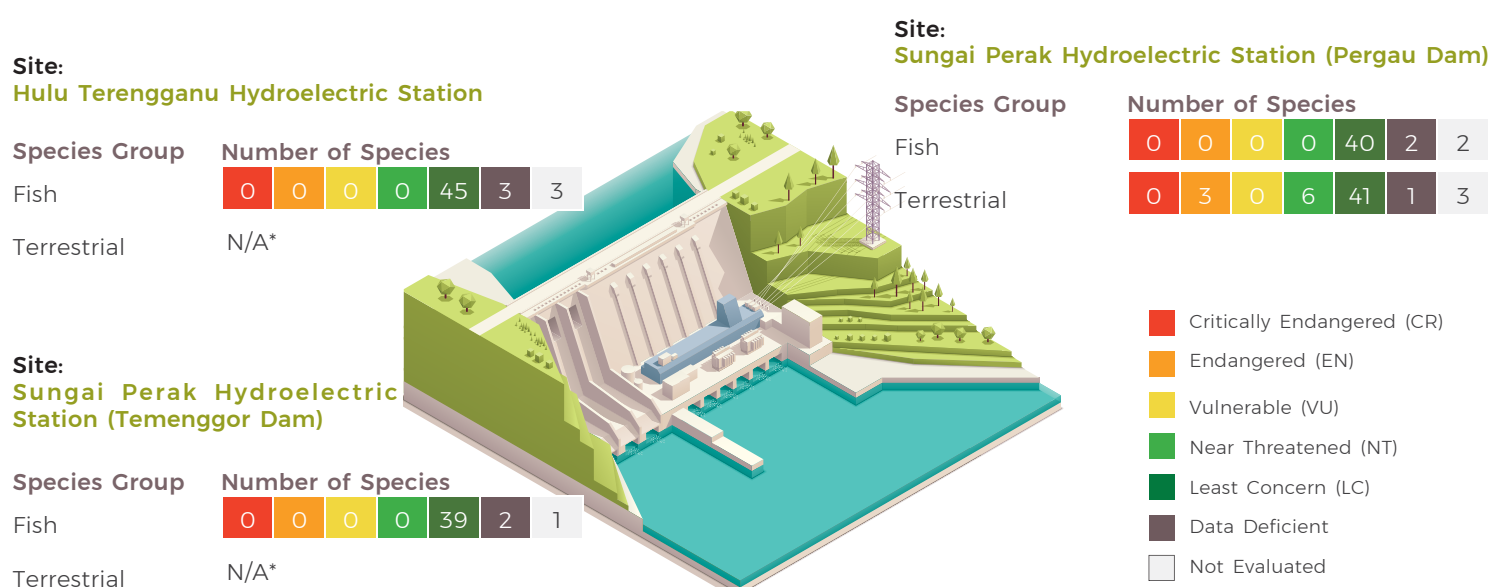 Site:
Hulu Terengganu Hydroelectric Station
Species Group Number of Species
Fish 0 0 0 0 45 3 3
Terrestrial N/A*
Site:
Sungai Perak Hydroelectric
Station (Temenggor Dam)
Species Group Number of Species
Fish 0 0 0 0 39 2 1
Terrestrial N/A*
Site:
Sungai Perak Hydroelectric Station (Pergau Dam)
Species Group Number of Species
Fish 0 0 0 0 40 2 2
Terrestrial 0 3 0 6 41 1 3
Critically Endangered (CR)
Endangered (EN)
Vulnerable (VU)
Near Threatened (NT)
Least Concern (LC)
Data Deficient
Not Evaluated